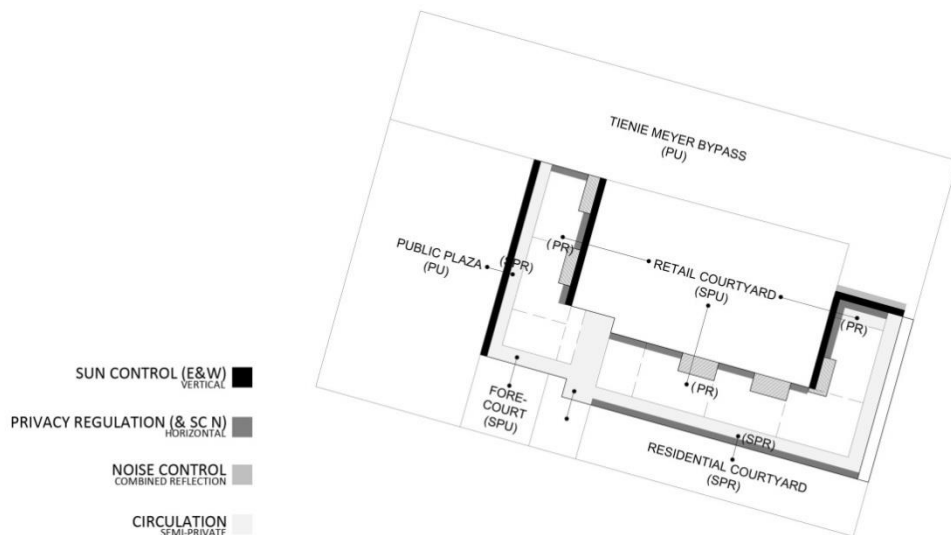 TIENIE MEYER BYPASS
(PU)
PUBLIC PLAZA
(PU)
(SPR)
(PR)
RETAIL COURTYARD
(SPU)
(PR)
(PR)
FORE-
COURT
(SPU)
(SPR)
RESIDENTIAL COURTYARD
(SPR)
SUN CONTROL (E&W)
VERTICAL
PRIVACY REGULATION (& SC N)
HORIZONTAL
NOISE CONTROL
COMBINED REFLECTION
CIRCULATION
SEMI-PRIVATE